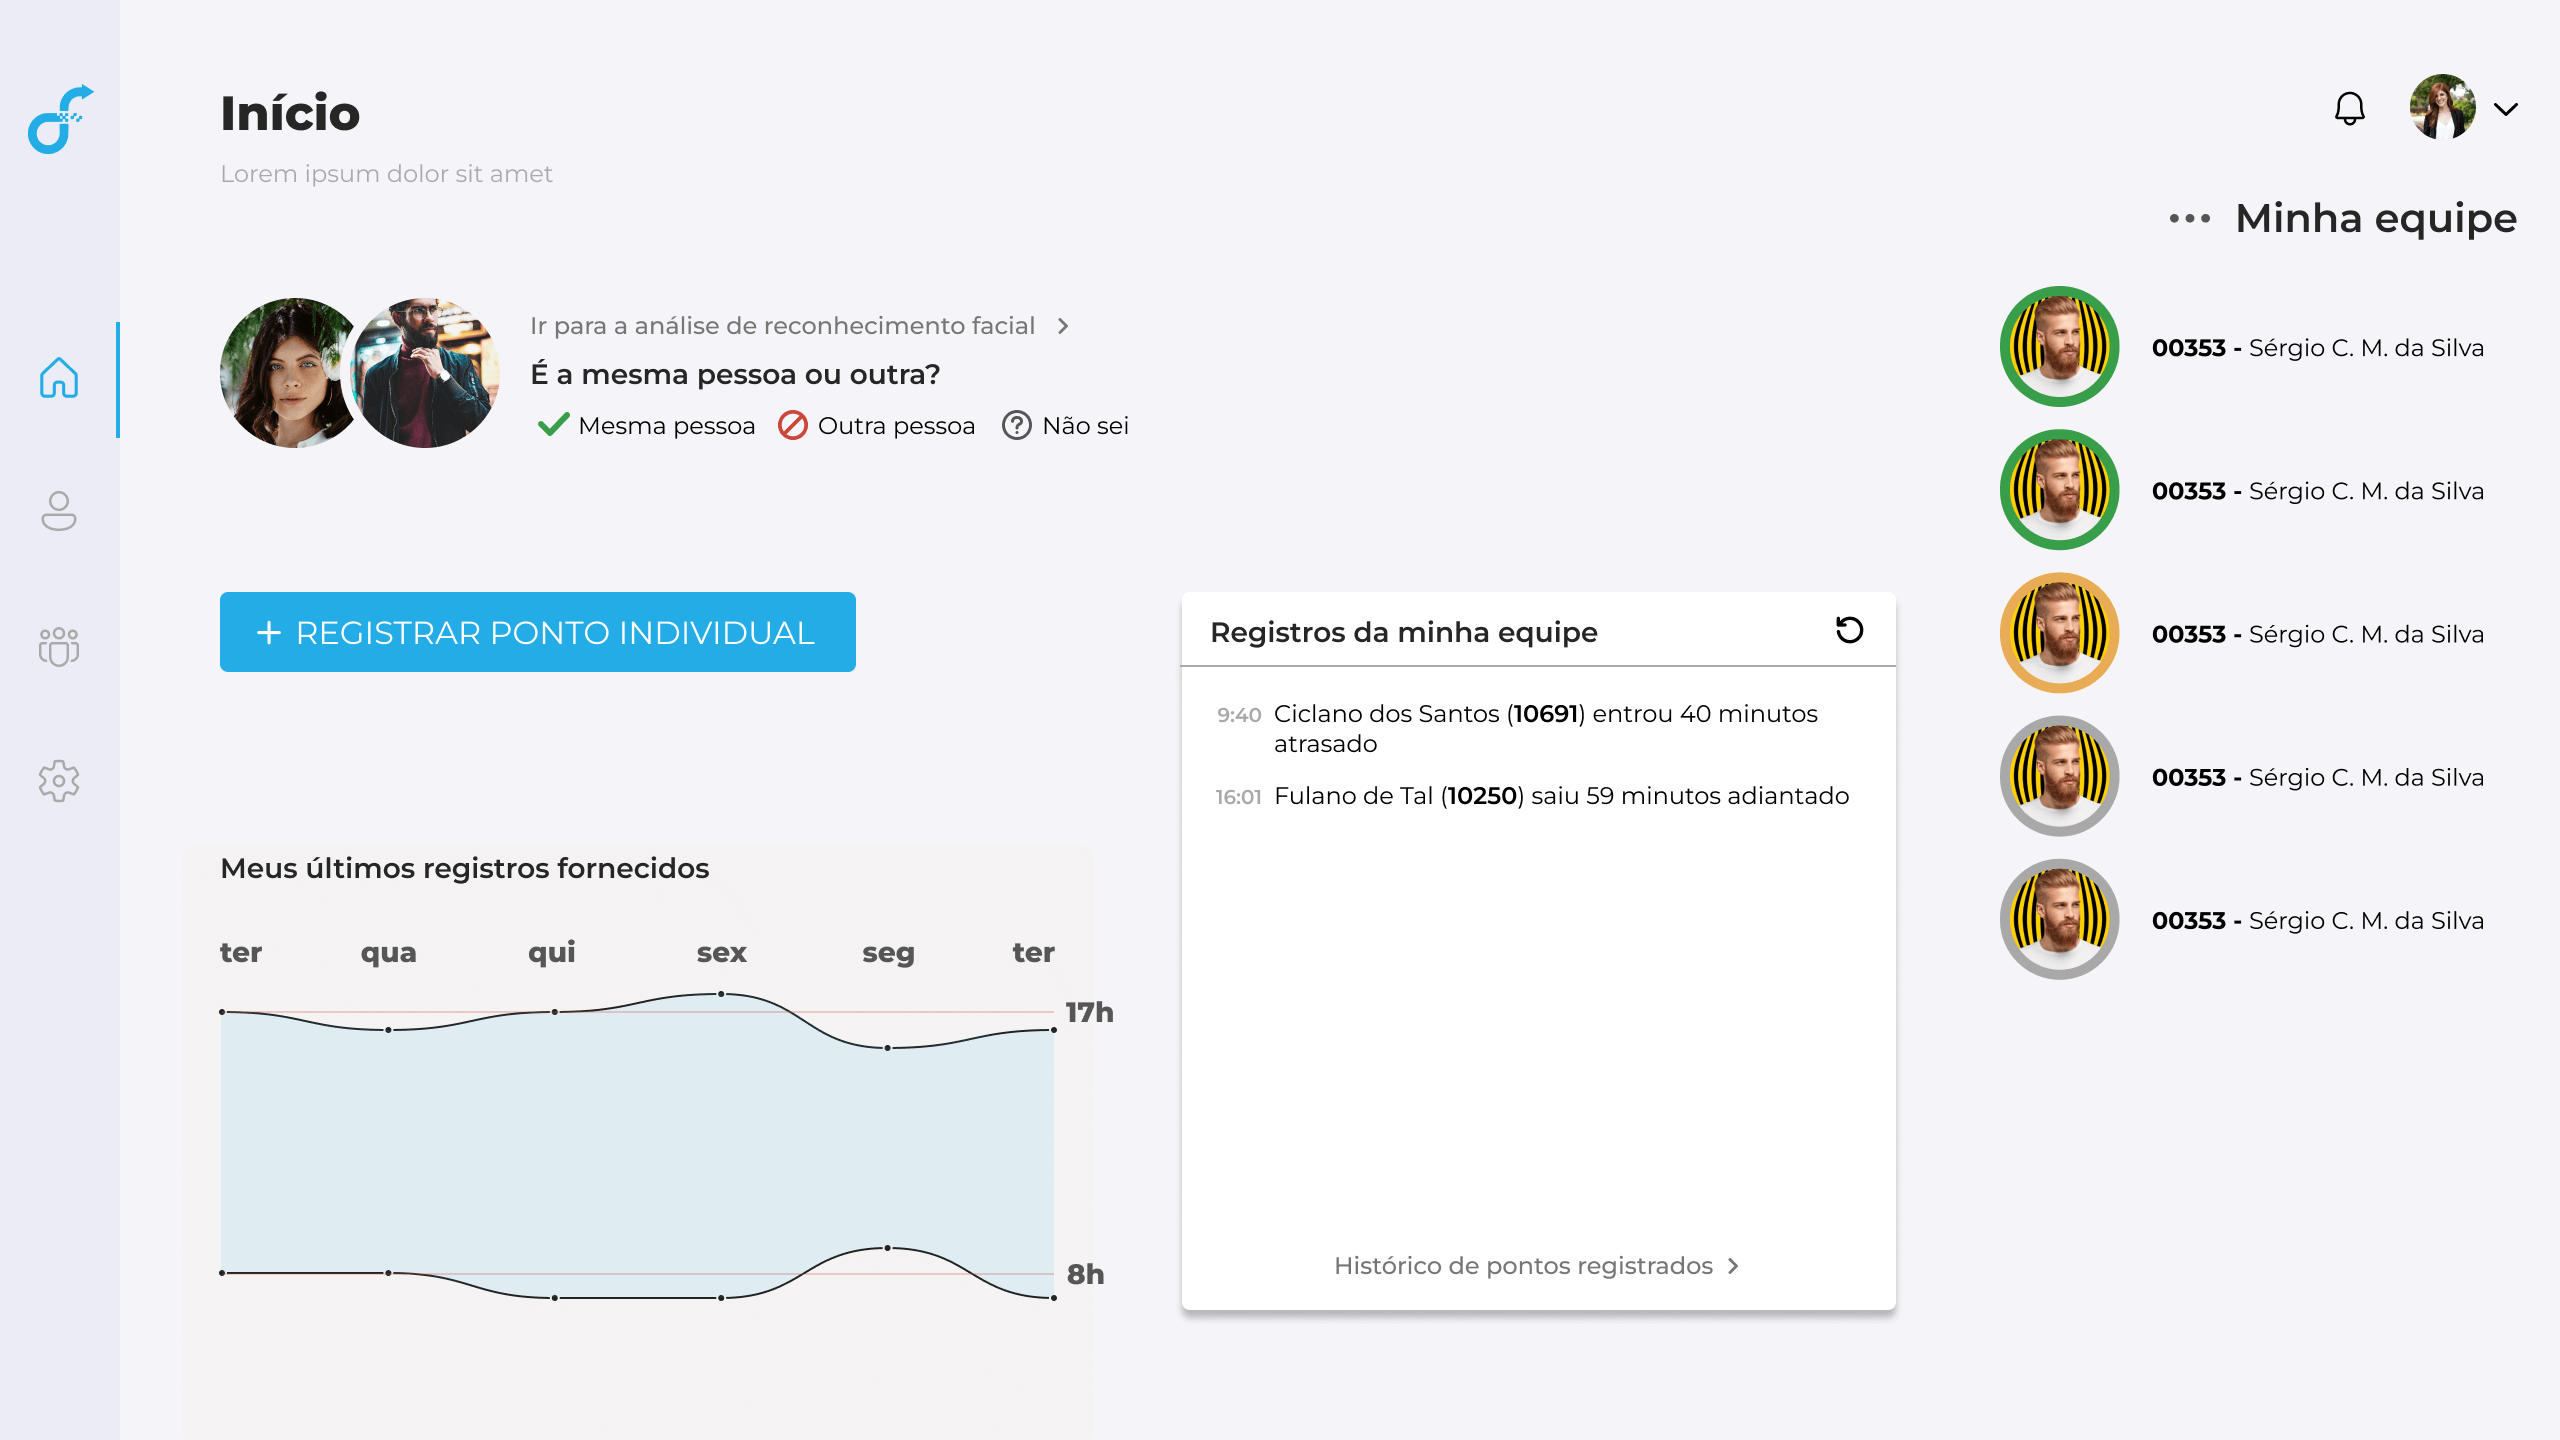 Início
Lorem ipsum dolor sit amet
Minha equipe
Ir para a análise de reconhecimento facial
É a mesma pessoa ou outra?
Mesma pessoa
Outra pessoa
Não sei
00353 - Sérgio C. M. da Silva
00353 - Sérgio C. M. da Silva
00353 - Sérgio C. M. da Silva
00353 - Sérgio C. M. da Silva
00353 - Sérgio C. M. da Silva
+ REGISTRAR PONTO INDIVIDUAL
Registros da minha equipe
9:40 Ciclano dos Santos (10691) entrou 40 minutos
atrasado
16:01 Fulano de Tal (10250) saiu 59 minutos adiantado
Histórico de pontos registrados
Meus últimos registros fornecidos
ter qua qui sex seg ter
17h
8h